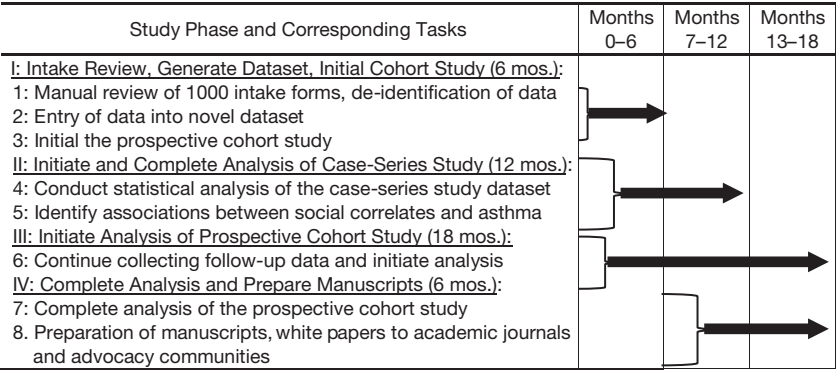 Study Phase and Corresponding Tasks
Months 0–6
Months 7–12
Months 13–18
I: Intake Review, Generate Dataset, Initial Cohort Study (6 mos.):
1: Manual review of 1000 intake forms, de-identification of data
2: Entry of data into novel dataset
3: Initial the prospective cohort study
II: Initiate and Complete Analysis of Case-Series Study (12 mos.):
4: Conduct statistical analysis of the case-series study dataset
5: Identify associations between social correlates and asthma
III: Initiate Analysis of Prospective Cohort Study (18 mos.):
6: Continue collecting follow-up data and initiate analysis
IV: Complete Analysis and Prepare Manuscripts (6 mos.):
7: Complete analysis of the prospective cohort study
8. Preparation of manuscripts, white papers to academic journals
and advocacy communities